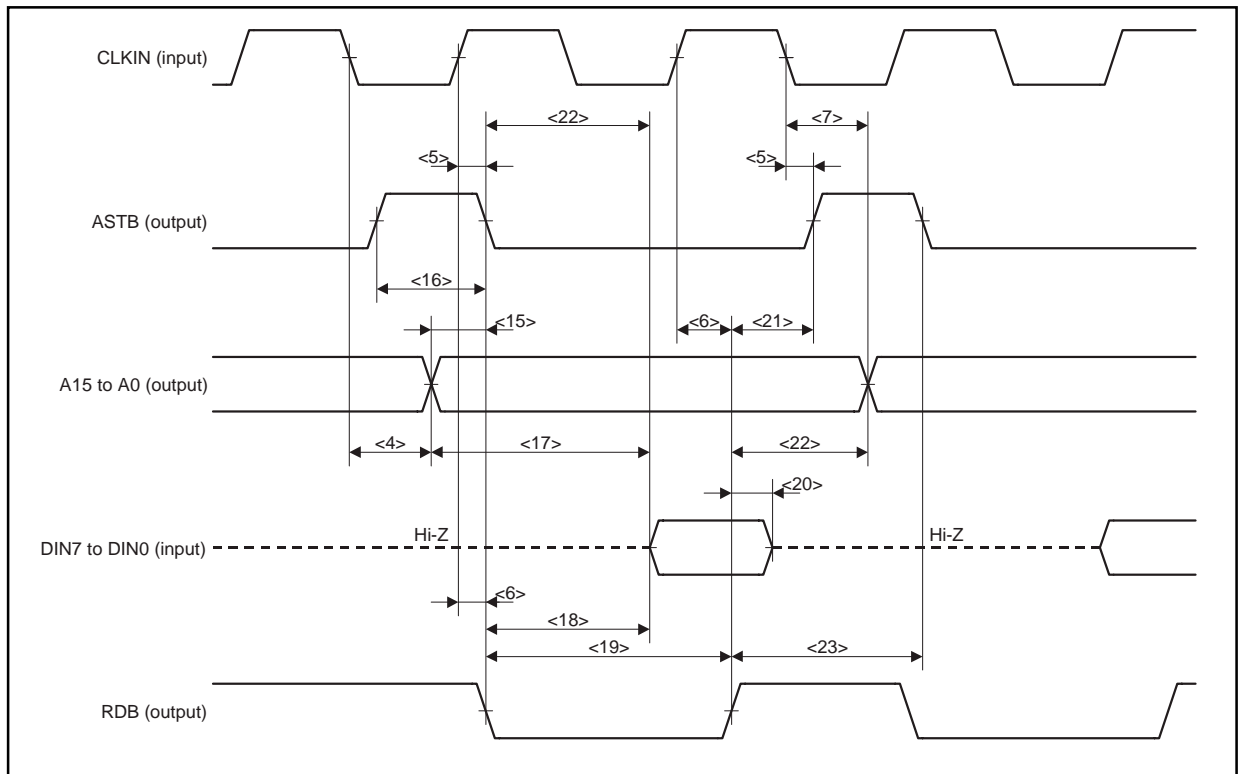 CLKIN (input)
<22>
<7>
<5>
<5>
ASTB (output)
<16>
<15>
<6>
<21>
A15 to A0 (output)
<4>
<17>
<22>
<20>
Hi-Z
Hi-Z
DIN7 to DIN0 (input)
<6>
<18>
<19>
<23>
RDB (output)